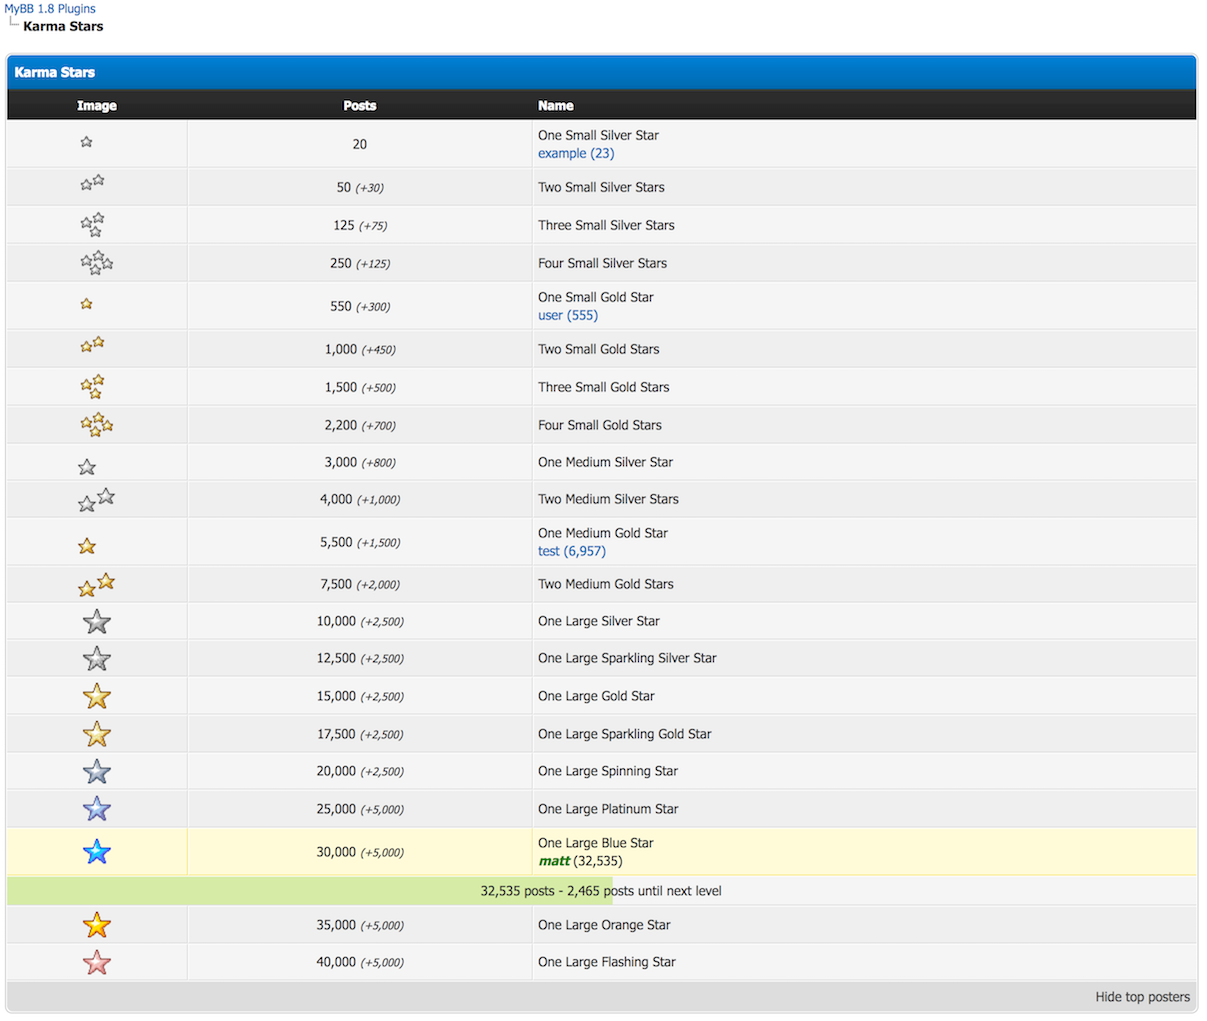 MyBB 1.8 Plugins
Karma Stars
Karma Stars
Image Posts Name
20 One Small Silver Star
example (23)
50 (+30) Two Small Silver Stars
125 (+75) Three Small Silver Stars
250 (+125) Four Small Silver Stars
550 (+300) One Small Gold Star
user (555)
1,000 (+450) Two Small Gold Stars
1,500 (+500) Three Small Gold Stars
2,200 (+700) Four Small Gold Stars
3,000 (+800) One Medium Silver Star
4,000 (+1,000) Two Medium Silver Stars
5,500 (+1,500) One Medium Gold Star
test (6,957)
7,500 (+2,000) Two Medium Gold Stars
10,000 (+2,500) One Large Silver Star
12,500 (+2,500) One Large Sparkling Silver Star
15,000 (+2,500) One Large Gold Star
17,500 (+2,500) One Large Sparkling Gold Star
20,000 (+2,500) One Large Spinning Star
25,000 (+5,000) One Large Platinum Star
30,000 (+5,000) One Large Blue Star
matt (32,535)
32,535 posts - 2,465 posts until next level
35,000 (+5,000) One Large Orange Star
40,000 (+5,000) One Large Flashing Star
Hide top posters